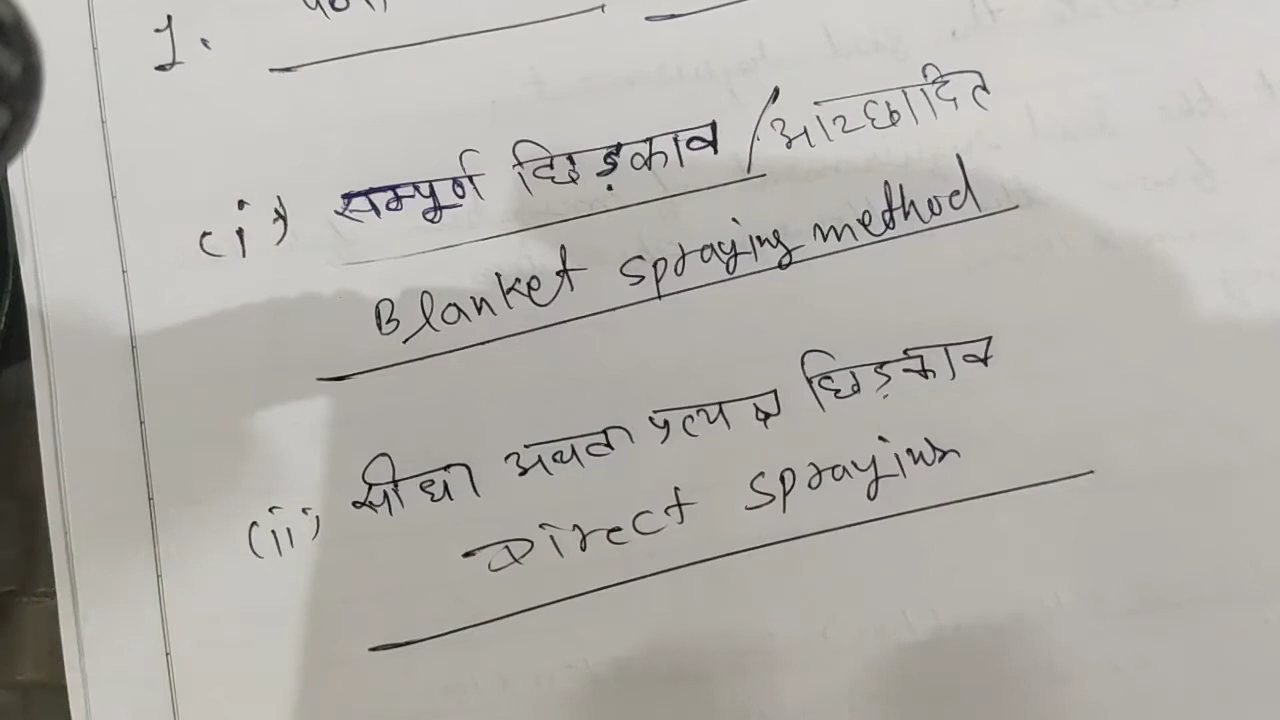 1.
(i) सम्पूर्ण छिड़काव / आच्छादित
Blanket spraying method
(ii) सीधा अथवा प्रत्यक्ष छिड़काव
Direct spraying